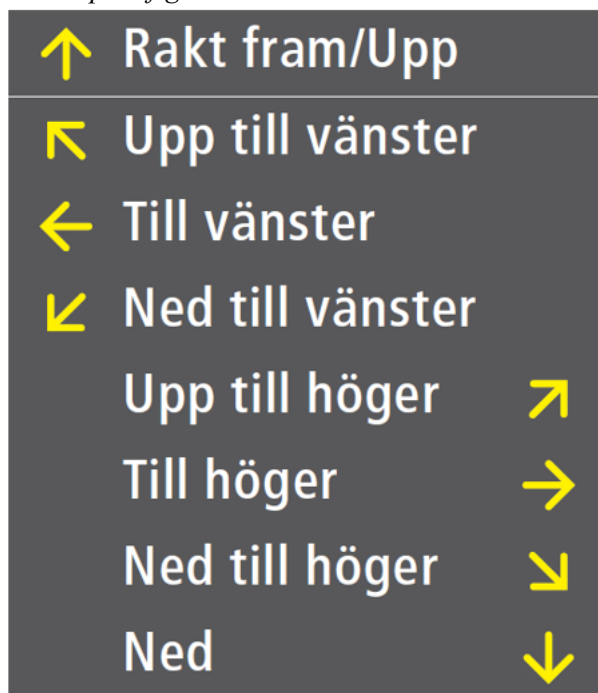 Rakt fram/Upp
Upp till vänster
Till vänster
Ned till vänster
Upp till höger
Till höger
Ned till höger
Ned